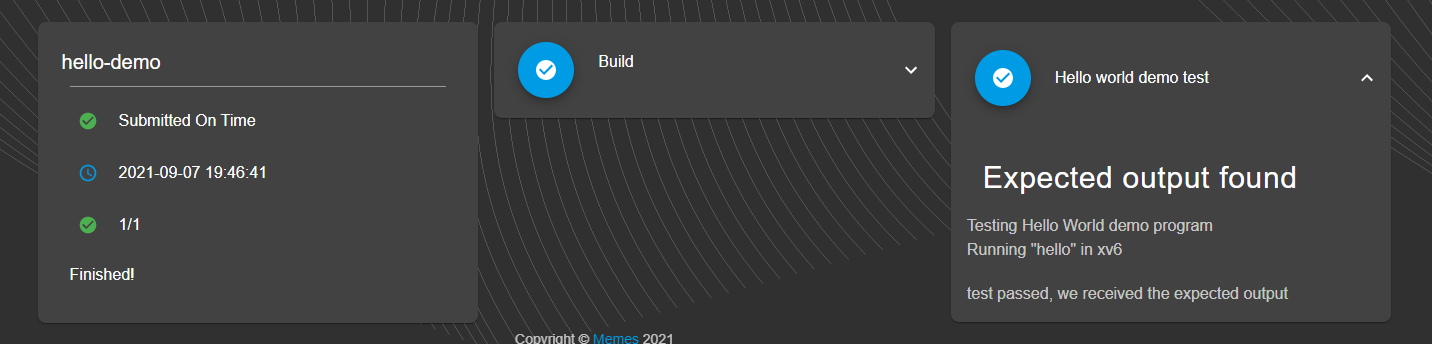 hello-demo
Submitted On Time
2021-09-07 19:46:41
1/1
Finished!
Build
Hello world demo test
Expected output found
Testing Hello World demo program
Running "hello" in xv6
test passed, we received the expected output
Copyright © Memes 2021